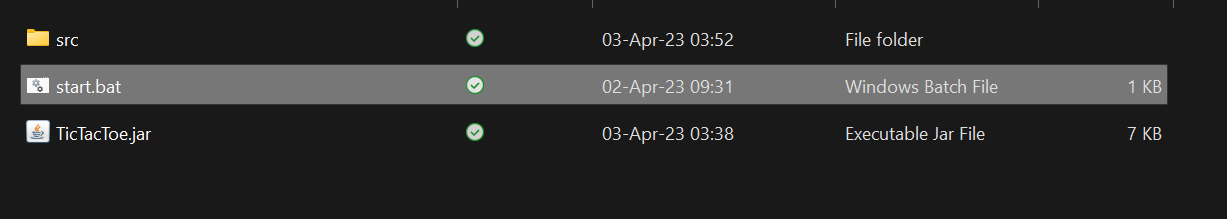 src 03-Apr-23 03:52 File folder
start.bat 02-Apr-23 09:31 Windows Batch File 1 KB
TicTacToe.jar 03-Apr-23 03:38 Executable Jar File 7 KB